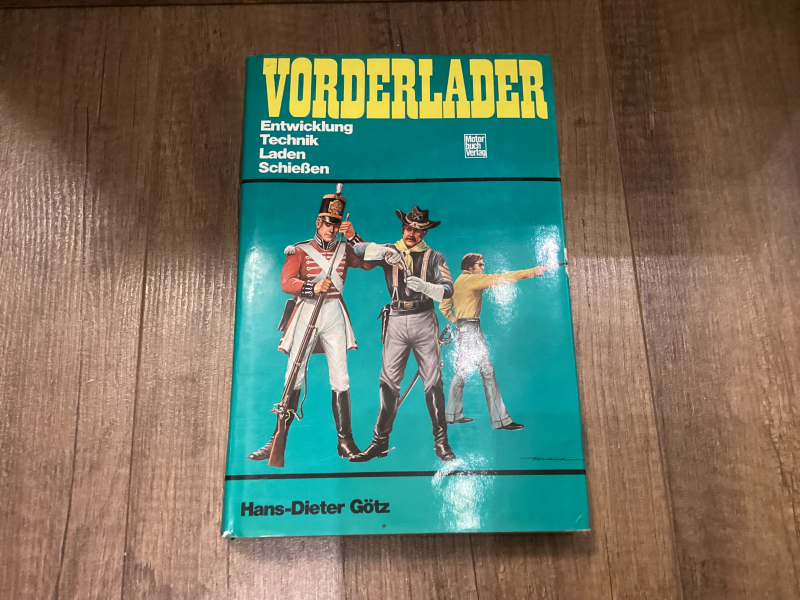 VORDERLADER
Entwicklung
Technik
Laden
Schießen
Motor
buch
Verlag
Hans-Dieter Götz